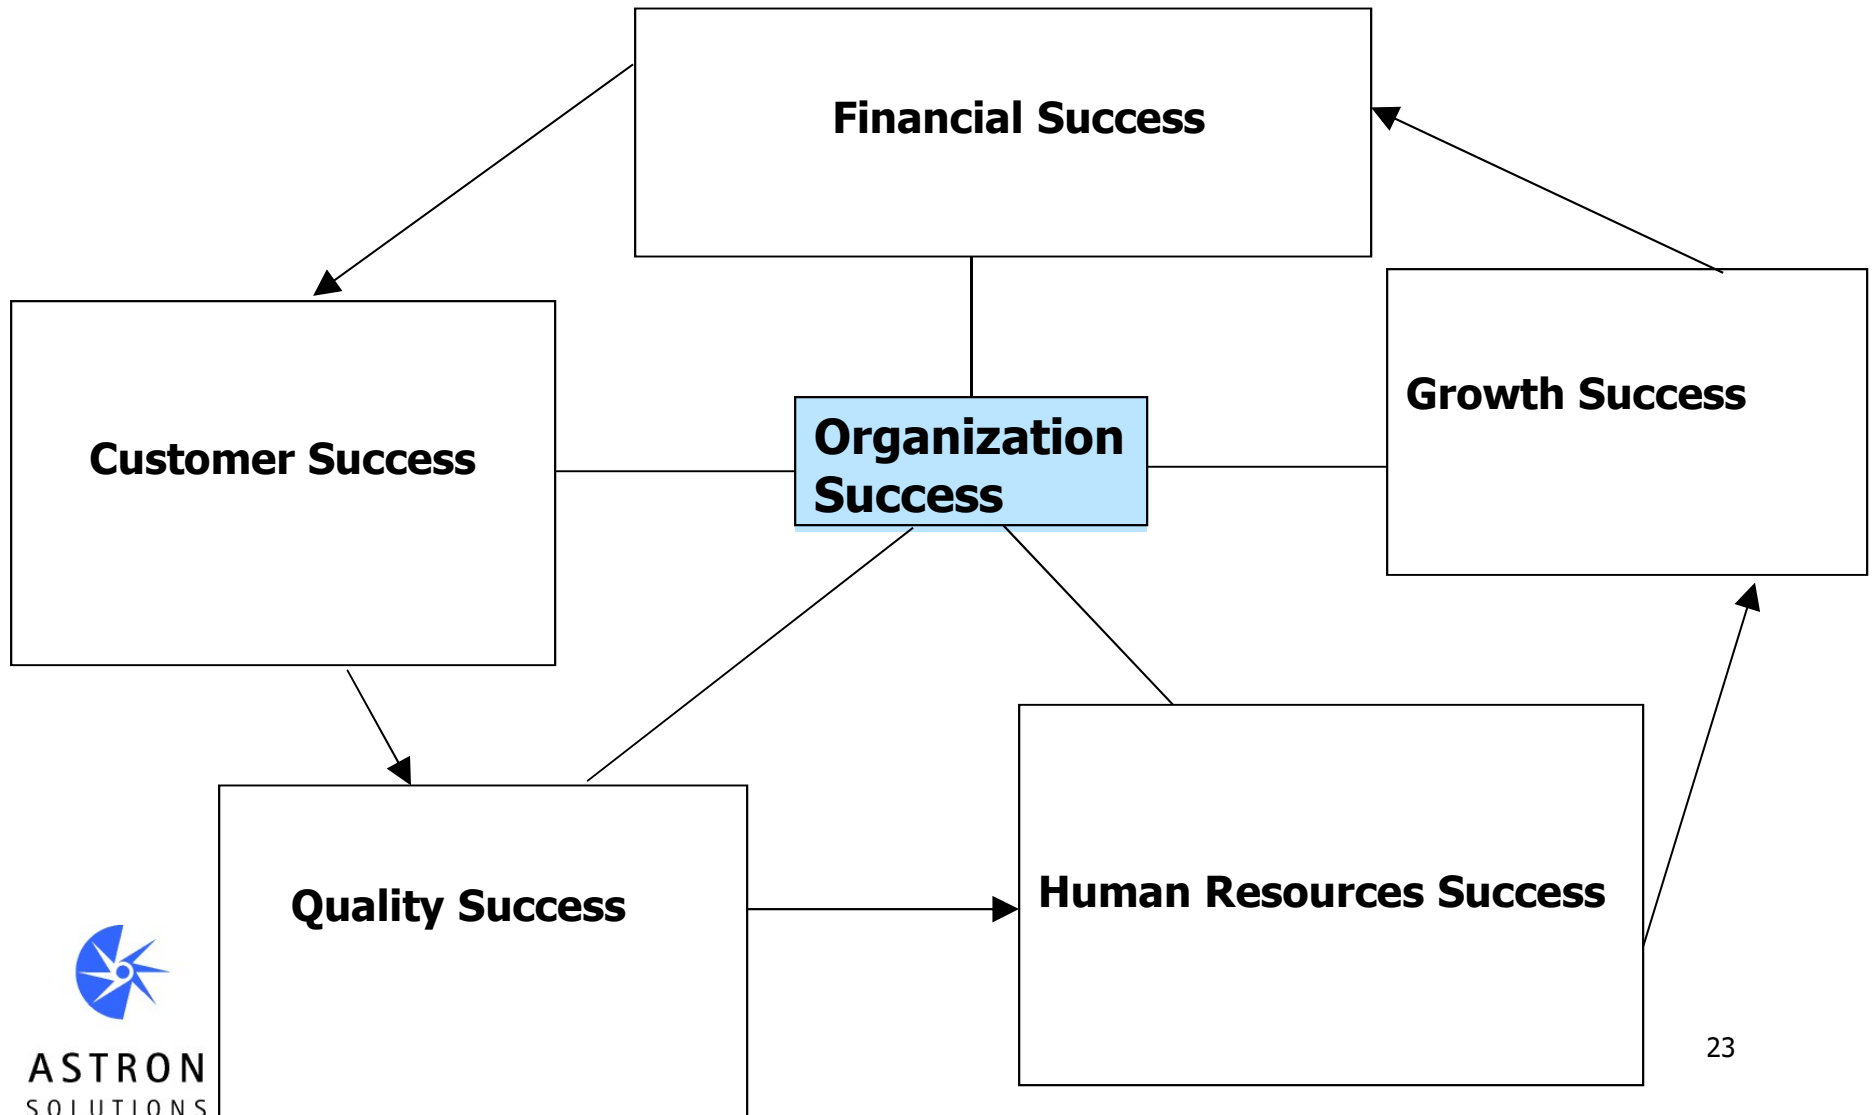 Financial Success
Growth Success
Customer Success
Organization
Success
Quality Success
Human Resources Success
ASTRON
SOLUTIONS
23